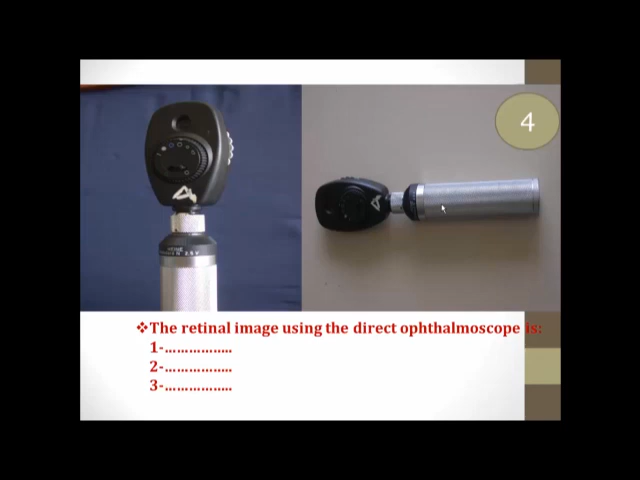 4
❖The retinal image using the direct ophthalmoscope is:
1-................
2-................
3-................